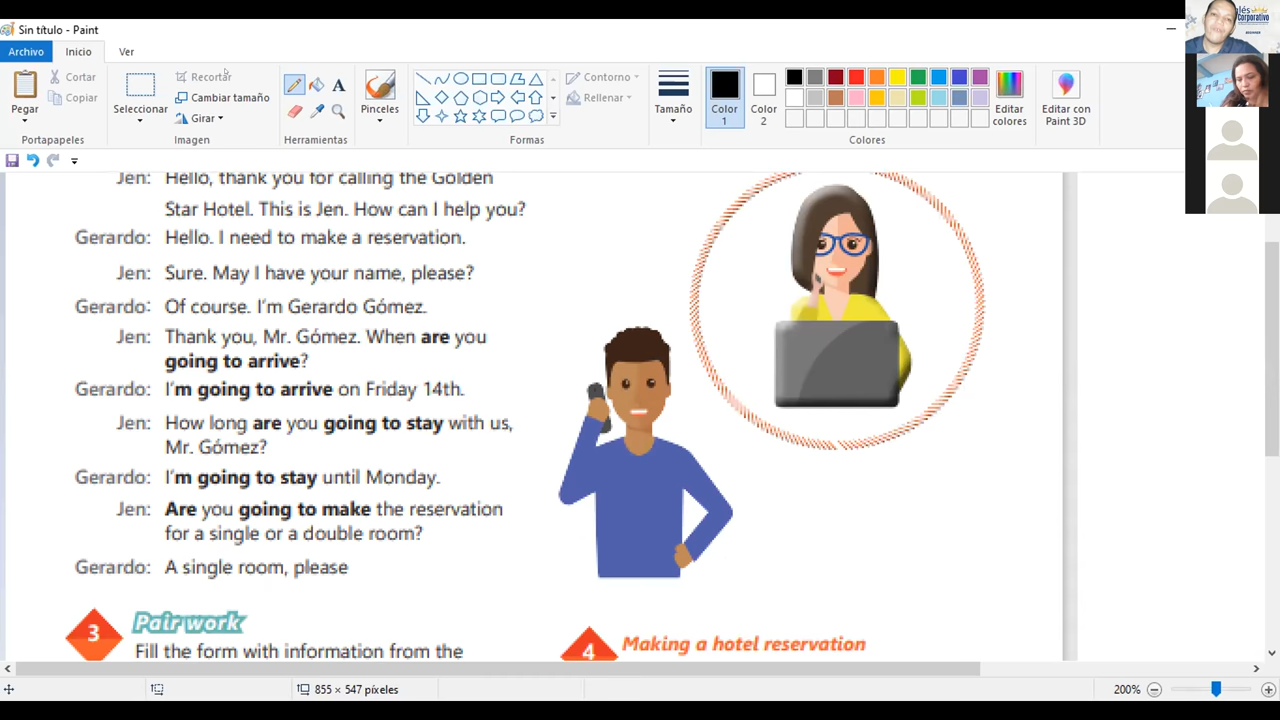 Sin título - Paint
Archivo Inicio Ver
Pegar
Cortar
Copiar
Portapapeles
Seleccionar
Recortar
Cambiar tamaño
Girar
Imagen
A
Herramientas
Pinceles
Contorno
Rellenar
Formas
Tamaño
Color 1
Color 2
Editar colores
Colores
Editar con Paint 3D
Jen: Hello, thank you for calling the Golden
Star Hotel. This is Jen. How can I help you?
Gerardo: Hello. I need to make a reservation.
Jen: Sure. May I have your name, please?
Gerardo: Of course. I'm Gerardo Gómez.
Jen: Thank you, Mr. Gómez. When are you
going to arrive?
Gerardo: I'm going to arrive on Friday 14th.
Jen: How long are you going to stay with us,
Mr. Gómez?
Gerardo: I'm going to stay until Monday.
Jen: Are you going to make the reservation
for a single or a double room?
Gerardo: A single room, please
3 Pair work
Fill the form with information from the
4 Making a hotel reservation
855 × 547 píxeles
200%